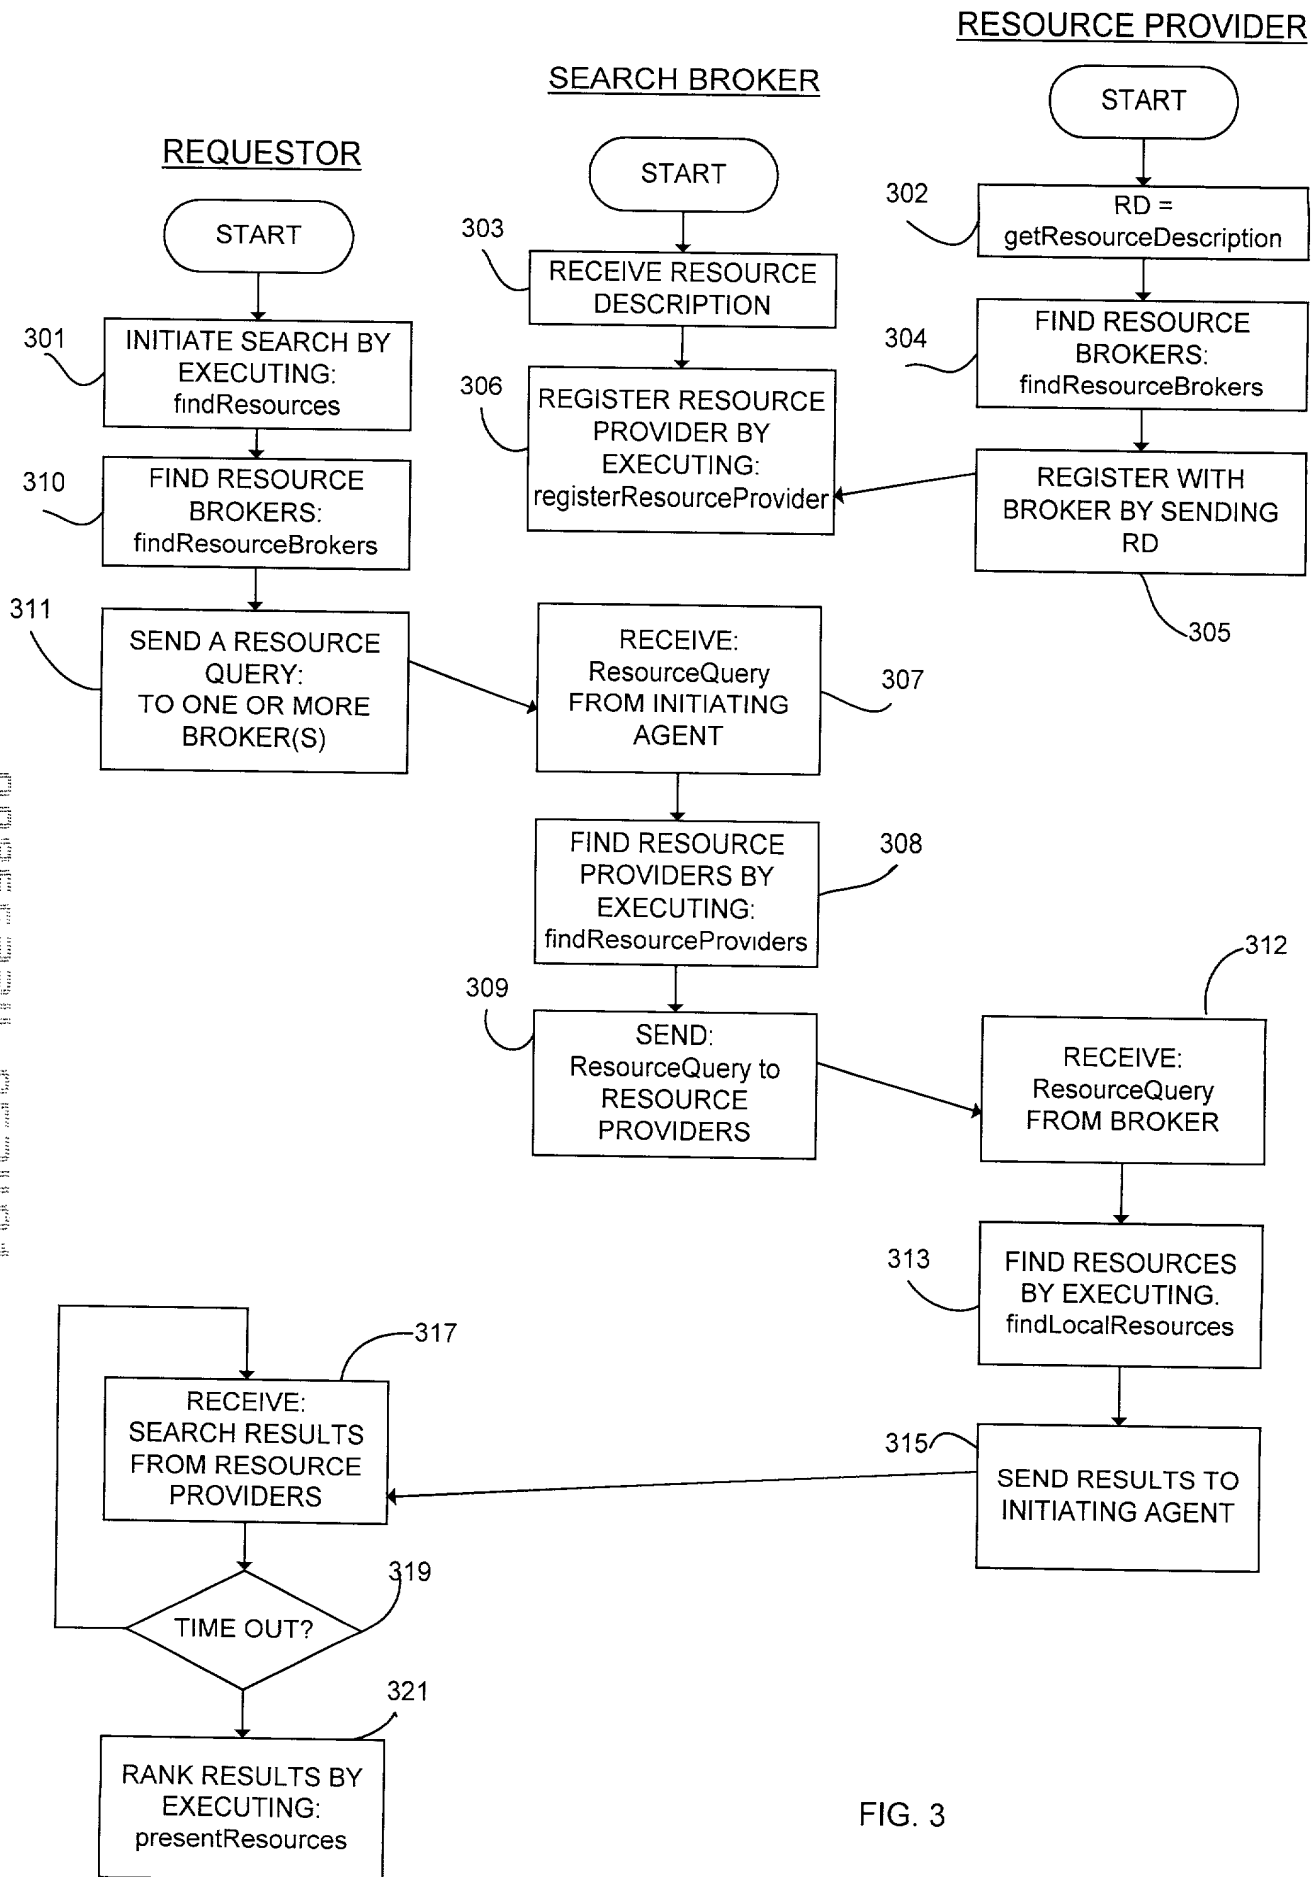 RESOURCE PROVIDER
SEARCH BROKER
REQUESTOR
START
301
INITIATE SEARCH BY
EXECUTING:
findResources
310
FIND RESOURCE
BROKERS:
findResourceBrokers
311
SEND A RESOURCE
QUERY:
TO ONE OR MORE
BROKER(S)
START
303
RECEIVE RESOURCE
DESCRIPTION
306
REGISTER RESOURCE
PROVIDER BY
EXECUTING:
registerResourceProvider
START
302
RD =
getResourceDescription
304
FIND RESOURCE
BROKERS:
findResourceBrokers
REGISTER WITH
BROKER BY SENDING
RD
305
RECEIVE:
ResourceQuery
FROM INITIATING
AGENT
307
FIND RESOURCE
PROVIDERS BY
EXECUTING:
findResourceProviders
308
309
SEND:
ResourceQuery to
RESOURCE
PROVIDERS
312
RECEIVE:
ResourceQuery
FROM BROKER
313
FIND RESOURCES
BY EXECUTING.
findLocalResources
315
SEND RESULTS TO
INITIATING AGENT
317
RECEIVE:
SEARCH RESULTS
FROM RESOURCE
PROVIDERS
319
TIME OUT?
321
RANK RESULTS BY
EXECUTING:
presentResources
FIG. 3